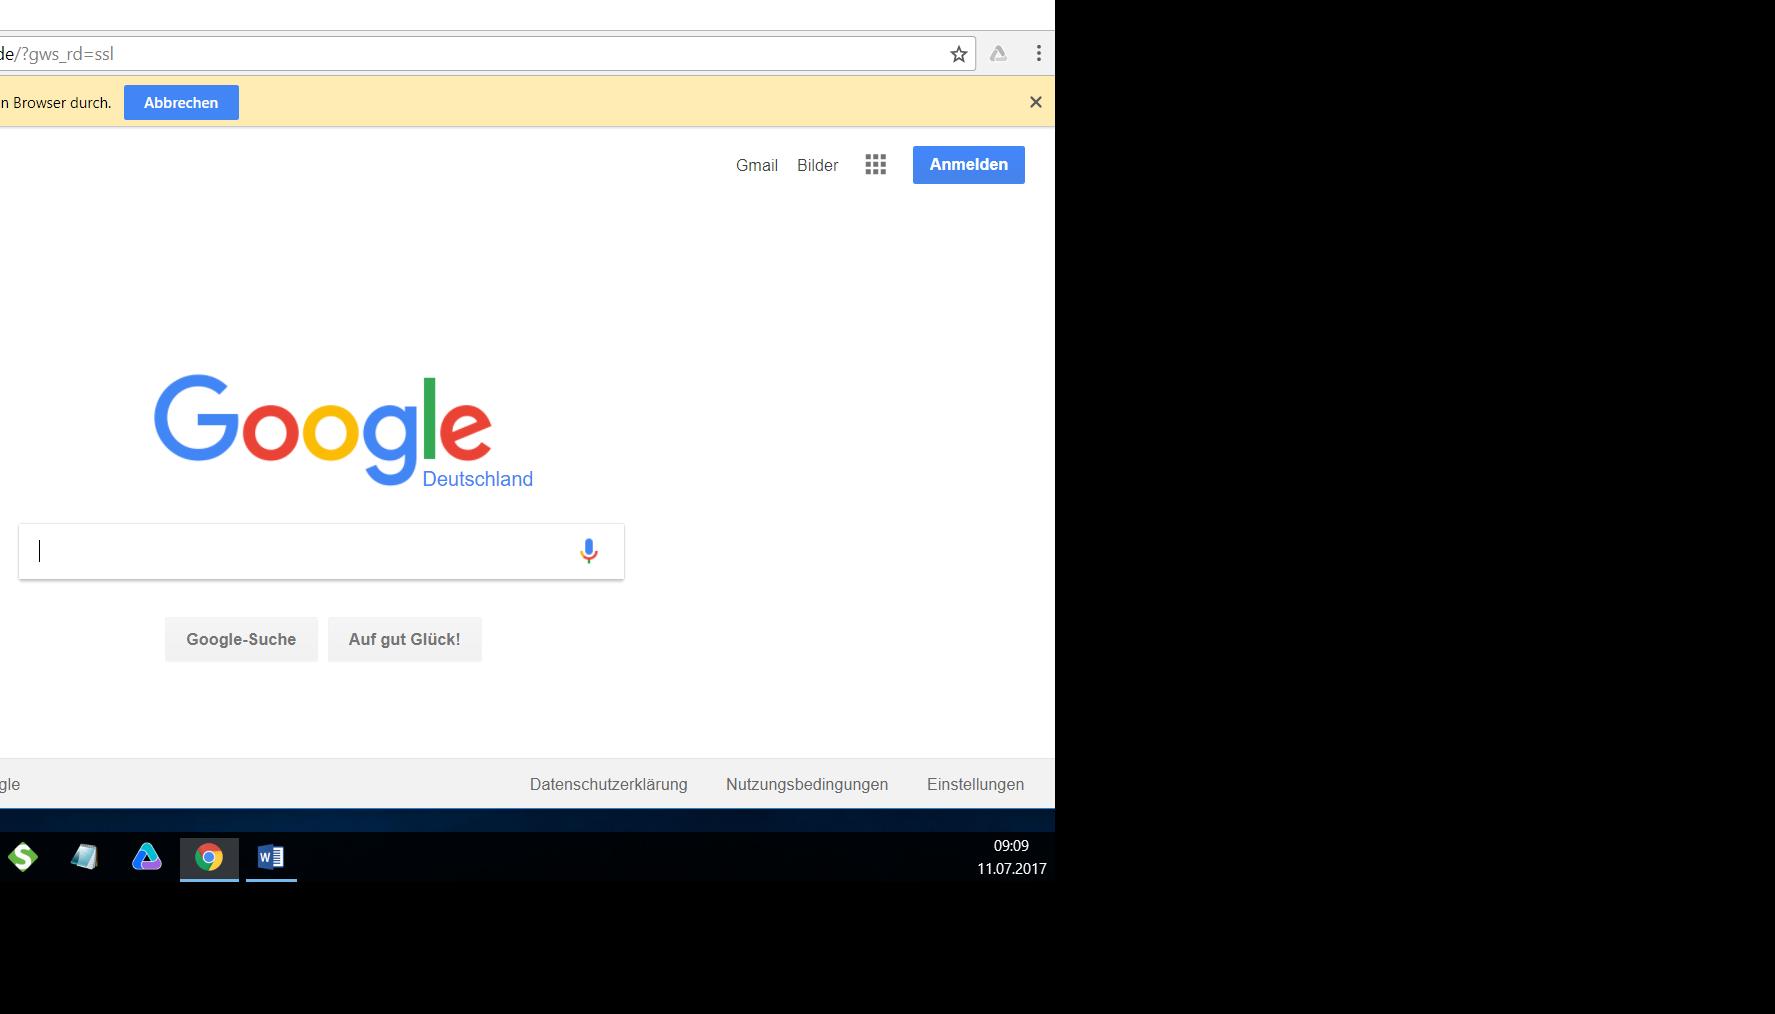 de/?gws_rd=ssl
n Browser durch. Abbrechen
Gmail Bilder Anmelden
Google
Deutschland
Google-Suche Auf gut Glück!
gle Datenschutzerklärung Nutzungsbedingungen Einstellungen
09:09
11.07.2017